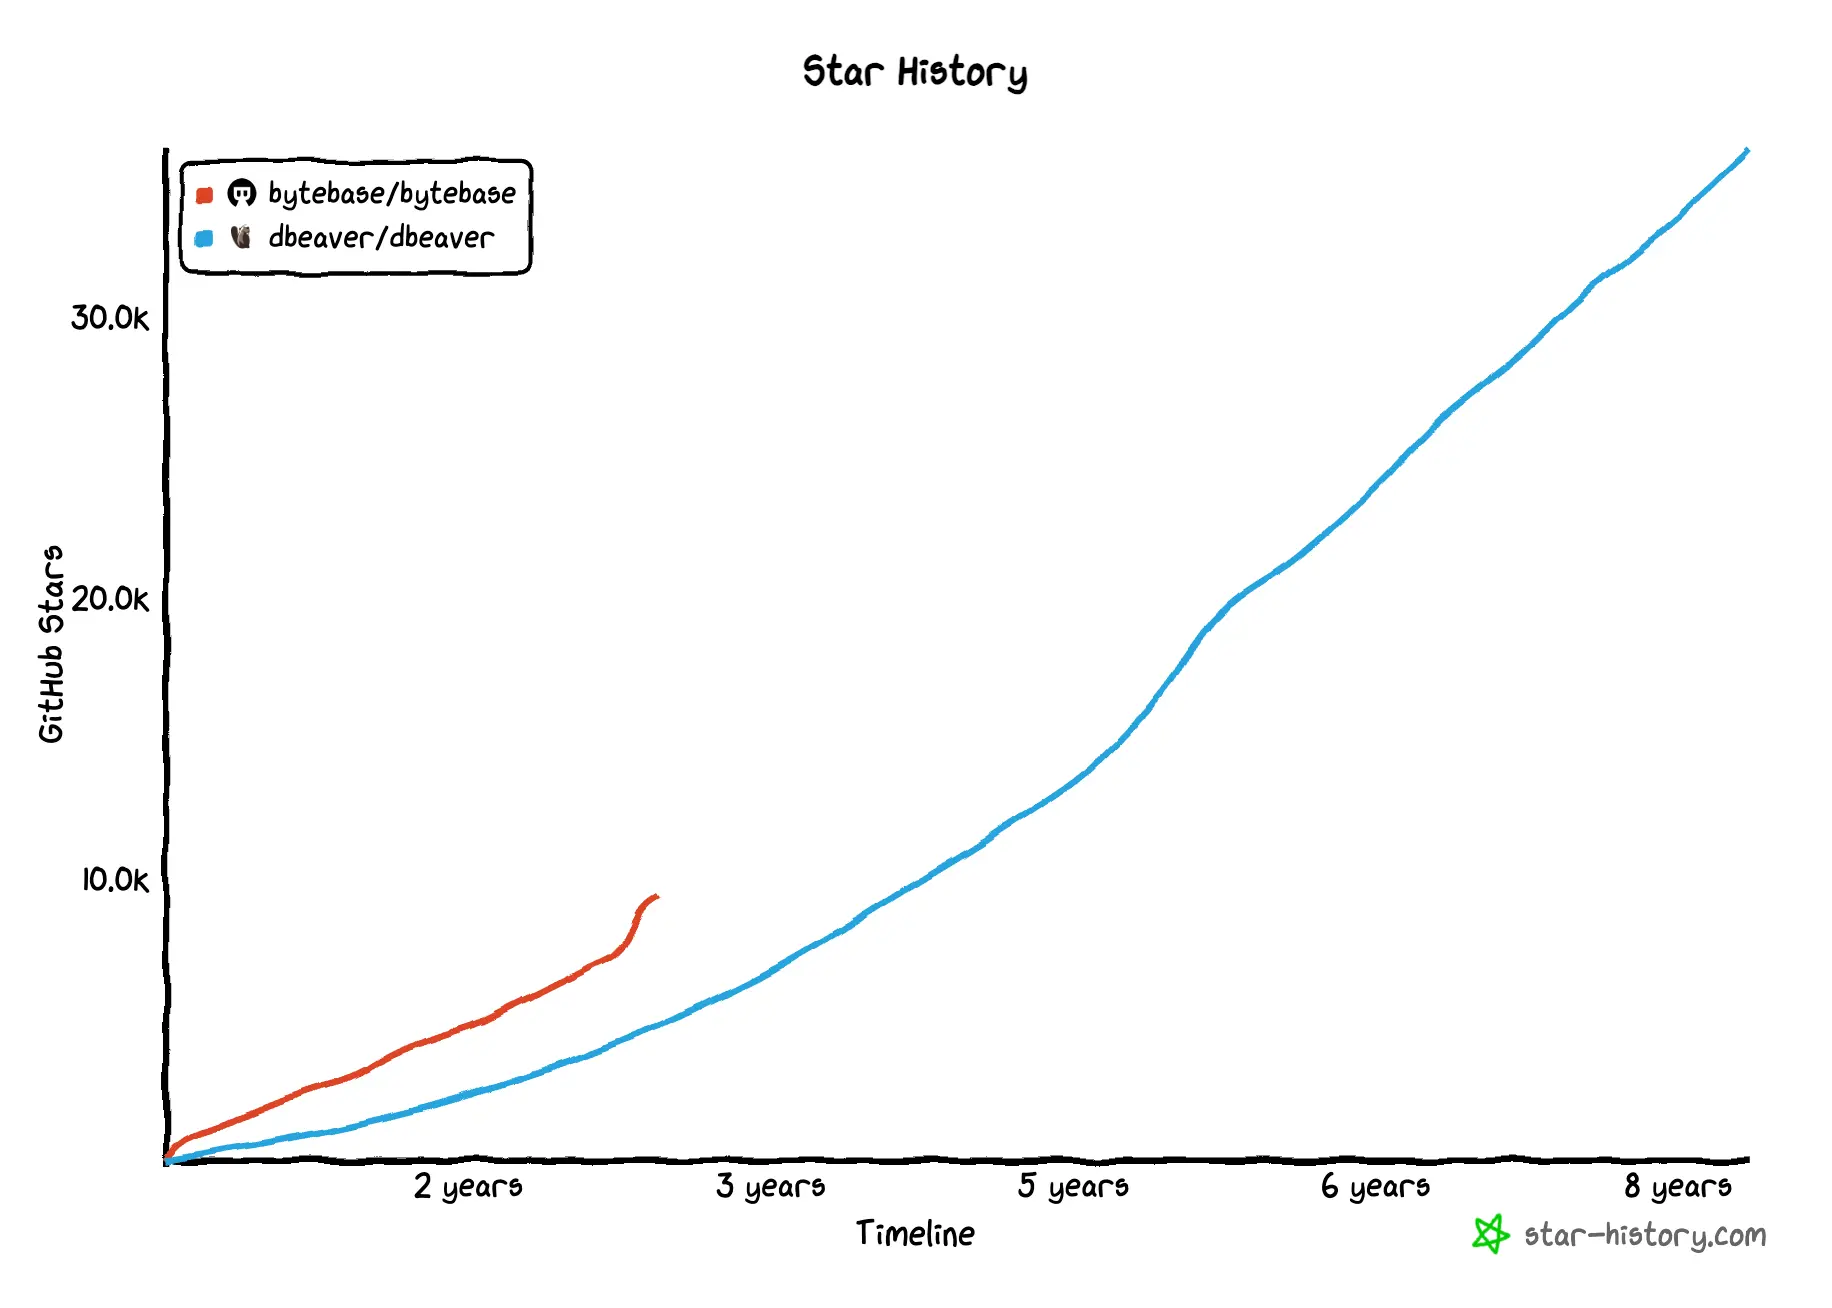 Star History
bytebase/bytebase
dbeaver/dbeaver
30.0K
20.0K
10.0K
GitHub Stars
2 years
3 years
5 years
6 years
8 years
Timeline
star-history.com